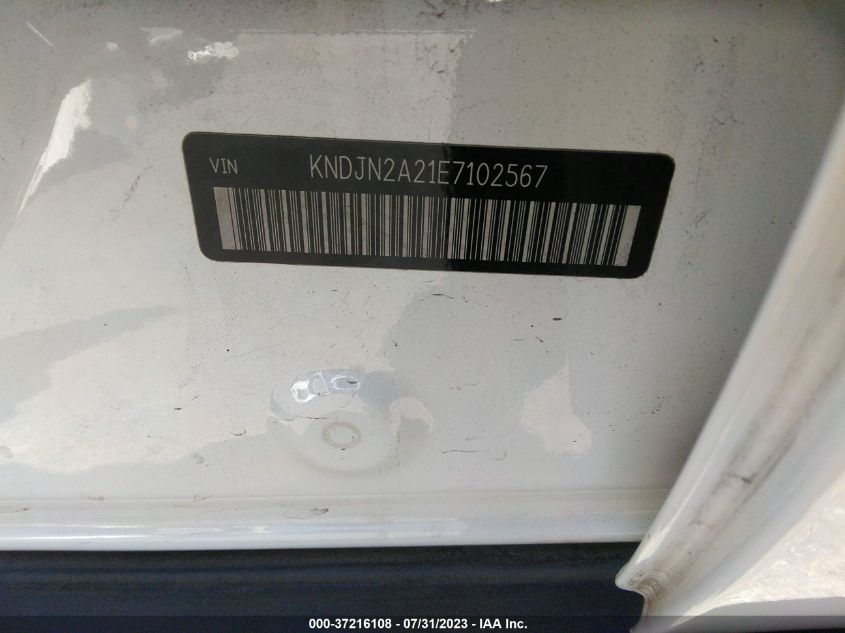 VIN KNDJN2A21E7102567
000-37216108 - 07/31/2023 - IAA Inc.